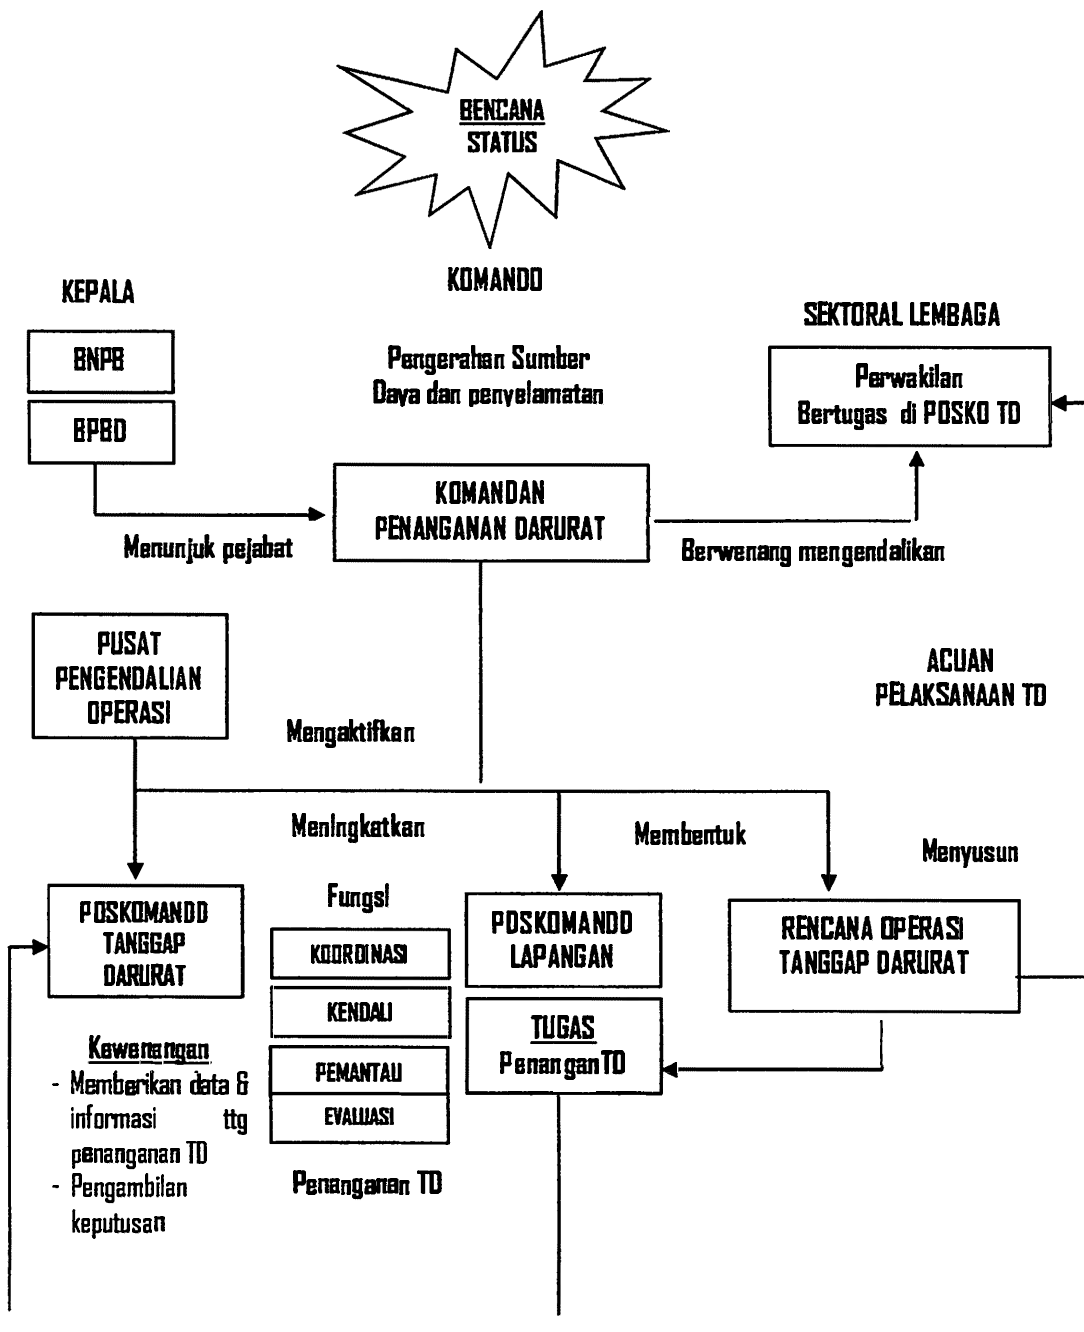 BENCANA
STATUS
KOMANDO
KEPALA
BNPB
BPBD
Pengerahan Sumber
Daya dan penyelamatan
SEKTORAL LEMBAGA
Perwakilan
Bertugas di POSKO TD
KOMANDAN
PENANGANAN DARURAT
Menunjuk pejabat
Berwenang mengendalikan
PUSAT
PENGENDALIAN
OPERASI
ACUAN
PELAKSANAAN TD
Mengaktifkan
Meningkatkan
Membentuk
Menyusun
POSKOMANDO
TANGGAP
DARURAT
Fungsi
KOORDINASI
KENDALI
PEMANTAU
EVALUASI
Penanganan TD
POSKOMANDO
LAPANGAN
TUGAS
Penangan TD
RENCANA OPERASI
TANGGAP DARURAT
Kewenangan
- Memberikan data &
informasi ttg
penanganan TD
- Pengambilan
keputusan